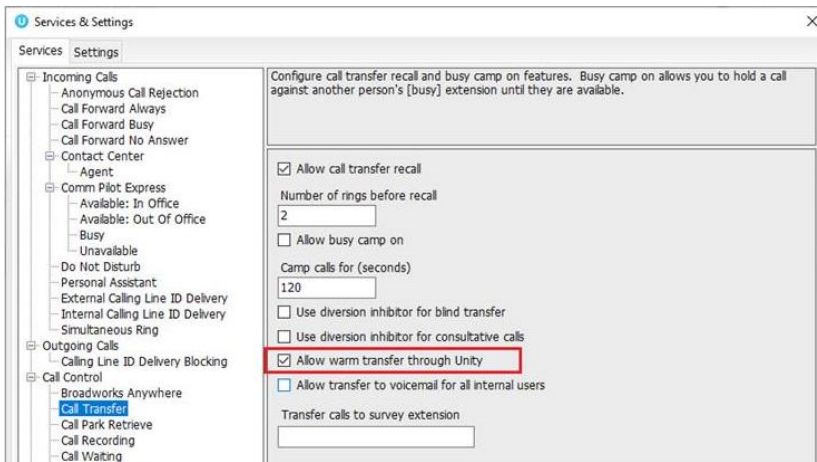 Services & Settings
Services Settings
Incoming Calls
Anonymous Call Rejection
Call Forward Always
Call Forward Busy
Call Forward No Answer
Contact Center
Agent
Comm Pilot Express
Available: In Office
Available: Out Of Office
Busy
Unavailable
Do Not Disturb
Personal Assistant
External Calling Line ID Delivery
Internal Calling Line ID Delivery
Simultaneous Ring
Outgoing Calls
Calling Line ID Delivery Blocking
Call Control
Broadworks Anywhere
Call Transfer
Call Park Retrieve
Call Recording
Call Waiting
Configure call transfer recall and busy camp on features. Busy camp on allows you to hold a call
against another person's [busy] extension until they are available.
Allow call transfer recall
Number of rings before recall
2
Allow busy camp on
Camp calls for (seconds)
120
Use diversion inhibitor for blind transfer
Use diversion inhibitor for consultative calls
Allow warm transfer through Unity
Allow transfer to voicemail for all internal users
Transfer calls to survey extension